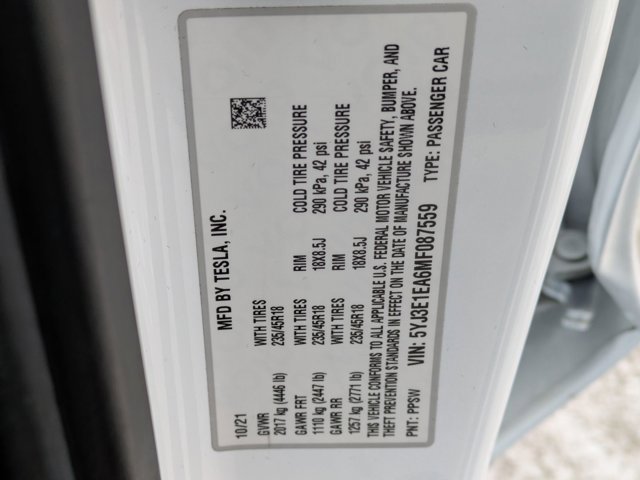 MFD BY TESLA, INC.
10/21
GVWR WITH TIRES
2017 kg (4446 lb) 235/45R18
GAWR FRT WITH TIRES RIM COLD TIRE PRESSURE
1110 kg (2447 lb) 235/45R18 18X8.5J 290 kPa, 42 psi
GAWR RR WITH TIRES RIM COLD TIRE PRESSURE
1257 kg (2771 lb) 235/45R18 18X8.5J 290 kPa, 42 psi
THIS VEHICLE CONFORMS TO ALL APPLICABLE U.S. FEDERAL MOTOR VEHICLE SAFETY, BUMPER, AND
THEFT PREVENTION STANDARDS IN EFFECT ON THE DATE OF MANUFACTURE SHOWN ABOVE.
VIN: 5YJ3E1EA6MF087559
PNT: PPSW TYPE: PASSENGER CAR